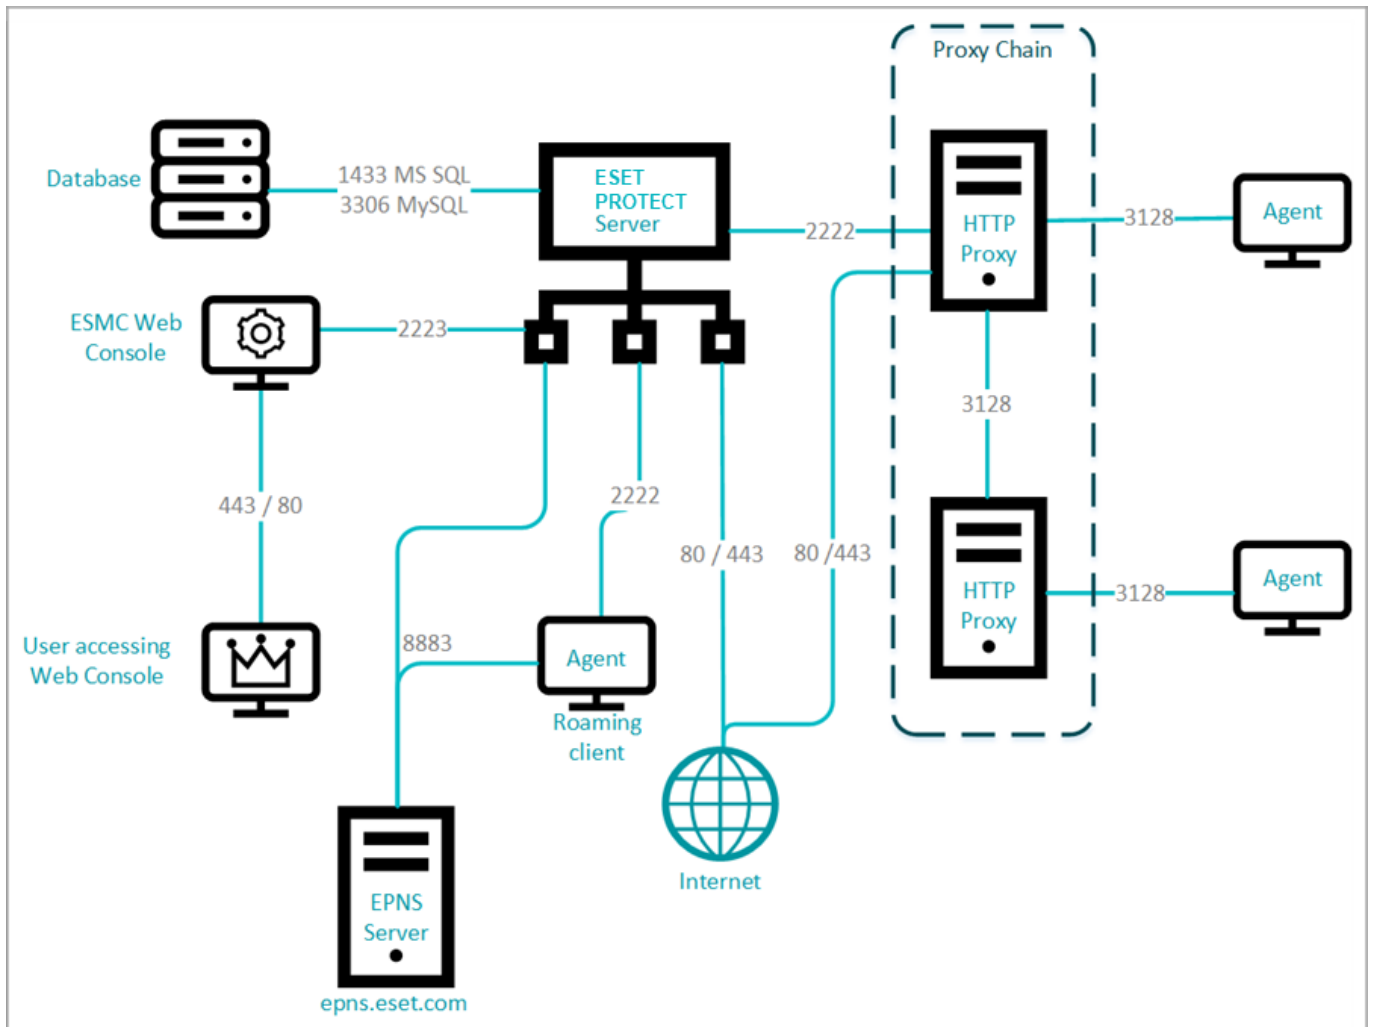 Proxy Chain
Database
1433 MS SQL
3306 MySQL
ESET
PROTECT
Server
2222
HTTP
Proxy
3128
Agent
ESMC Web
Console
2223
3128
443 / 80
2222
80 / 443
80 /443
HTTP
Proxy
3128
Agent
User accessing
Web Console
8883
Agent
Roaming
client
Internet
EPNS
Server
epns.eset.com